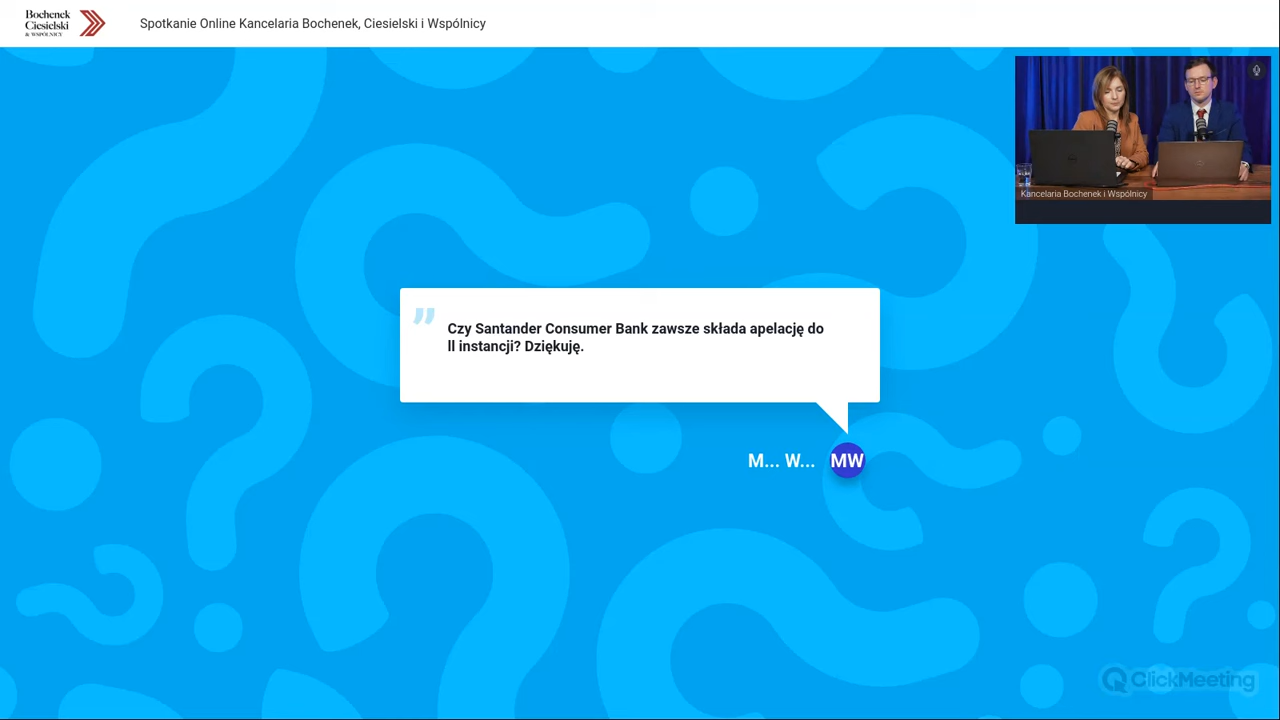 Bochenek
Ciesielski
& WSPÓLNICY
Spotkanie Online Kancelaria Bochenek, Ciesielski i Wspólnicy
Kancelaria Bochenek i Wspólnicy
Czy Santander Consumer Bank zawsze składa apelację do
II instancji? Dziękuję.
M... W...
MW
ClickMeeting